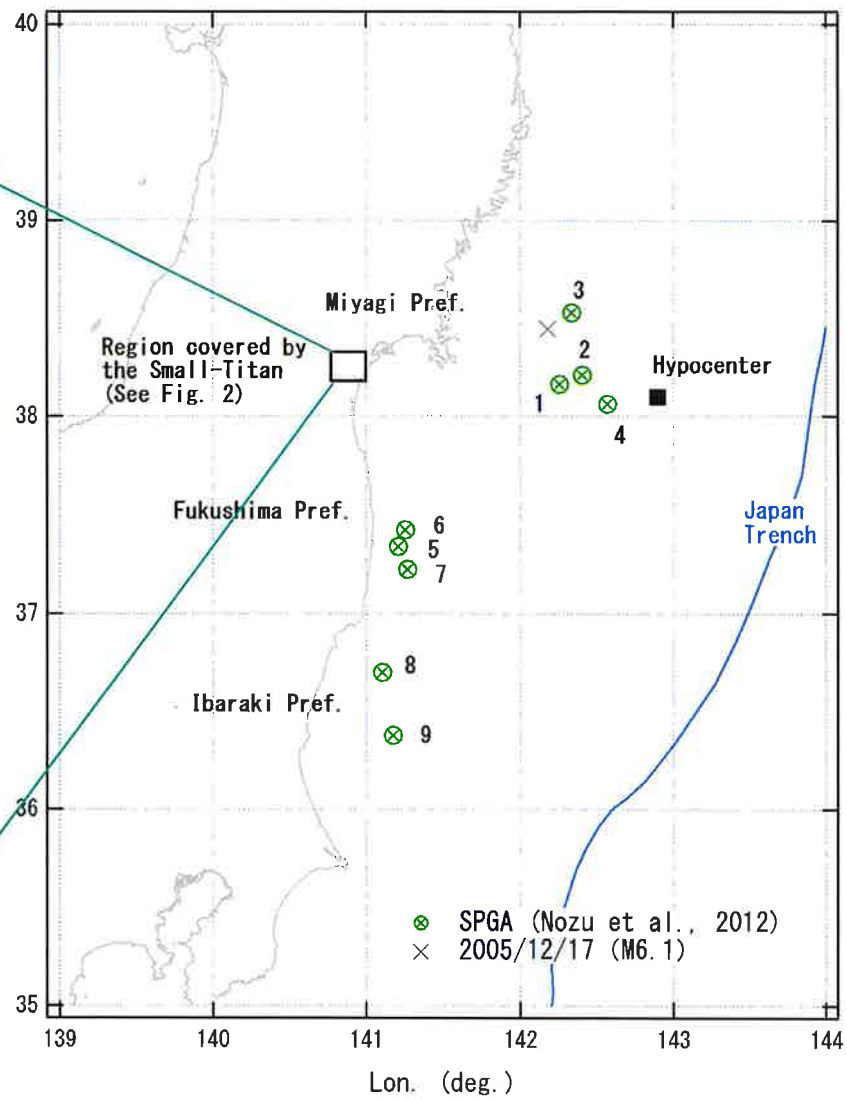 40
39
Miyagi Pref.
3
Region covered by
the Small-Titan
(See Fig. 2)
2
Hypocenter
1
38
4
Fukushima Pref.
6
5
7
Japan
Trench
37
8
Ibaraki Pref.
9
36
SPGA (Nozu et al., 2012)
2005/12/17 (M6.1)
35
139
140
141
142
143
144
Lon. (deg.)